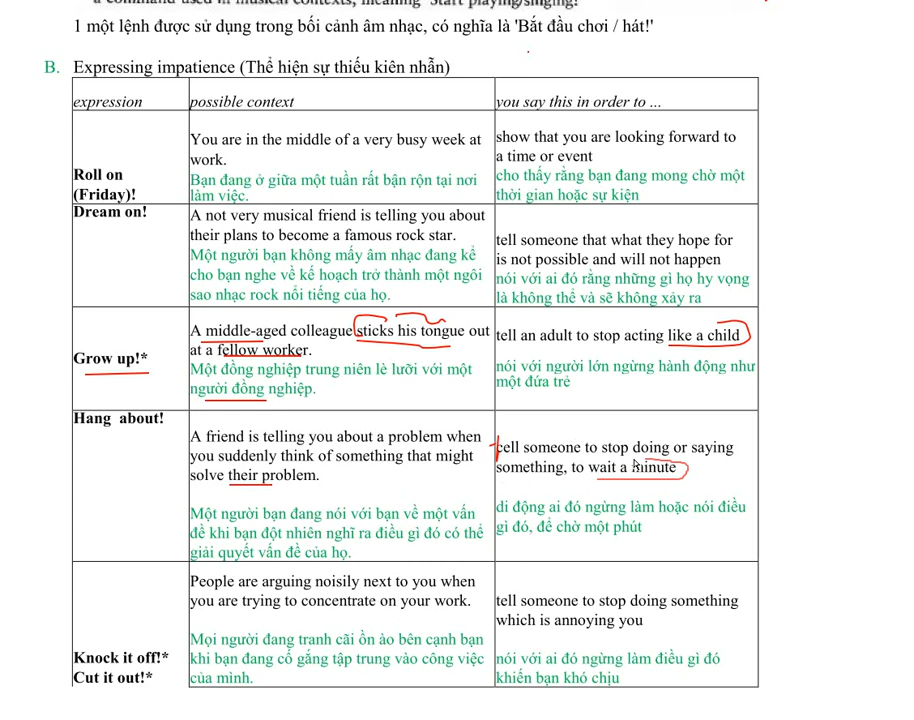 a command used in musical contexts, meaning 'Start playing/singing!'
1 một lệnh được sử dụng trong bối cảnh âm nhạc, có nghĩa là 'Bắt đầu chơi / hát!'
B. Expressing impatience (Thể hiện sự thiếu kiên nhẫn)
expression
possible context
you say this in order to ...
Roll on
(Friday)!
You are in the middle of a very busy week at
work.
Bạn đang ở giữa một tuần rất bận rộn tại nơi
làm việc.
show that you are looking forward to
a time or event
cho thấy rằng bạn đang mong chờ một
thời gian hoặc sự kiện
Dream on!
A not very musical friend is telling you about
their plans to become a famous rock star.
Một người bạn không mấy âm nhạc đang kể
cho bạn nghe về kế hoạch trở thành một ngôi
sao nhạc rock nổi tiếng của họ.
tell someone that what they hope for
is not possible and will not happen
nói với ai đó rằng những gì họ hy vọng
là không thể và sẽ không xảy ra
Grow up!*
A middle-aged colleague sticks his tongue out
at a fellow worker.
Một đồng nghiệp trung niên lè lưỡi với một
người đồng nghiệp.
tell an adult to stop acting like a child
nói với người lớn ngừng hành động như
một đứa trẻ
Hang about!
A friend is telling you about a problem when
you suddenly think of something that might
solve their problem.
Một người bạn đang nói với bạn về một vấn
đề khi bạn đột nhiên nghĩ ra điều gì đó có thể
giải quyết vấn đề của họ.
tell someone to stop doing or saying
something, to wait a minute
di động ai đó ngừng làm hoặc nói điều
gì đó, để chờ một phút
Knock it off!*
Cut it out!*
People are arguing noisily next to you when
you are trying to concentrate on your work.
Mọi người đang tranh cãi ồn ào bên cạnh bạn
khi bạn đang cố gắng tập trung vào công việc
của mình.
tell someone to stop doing something
which is annoying you
nói với ai đó ngừng làm điều gì đó
khiến bạn khó chịu